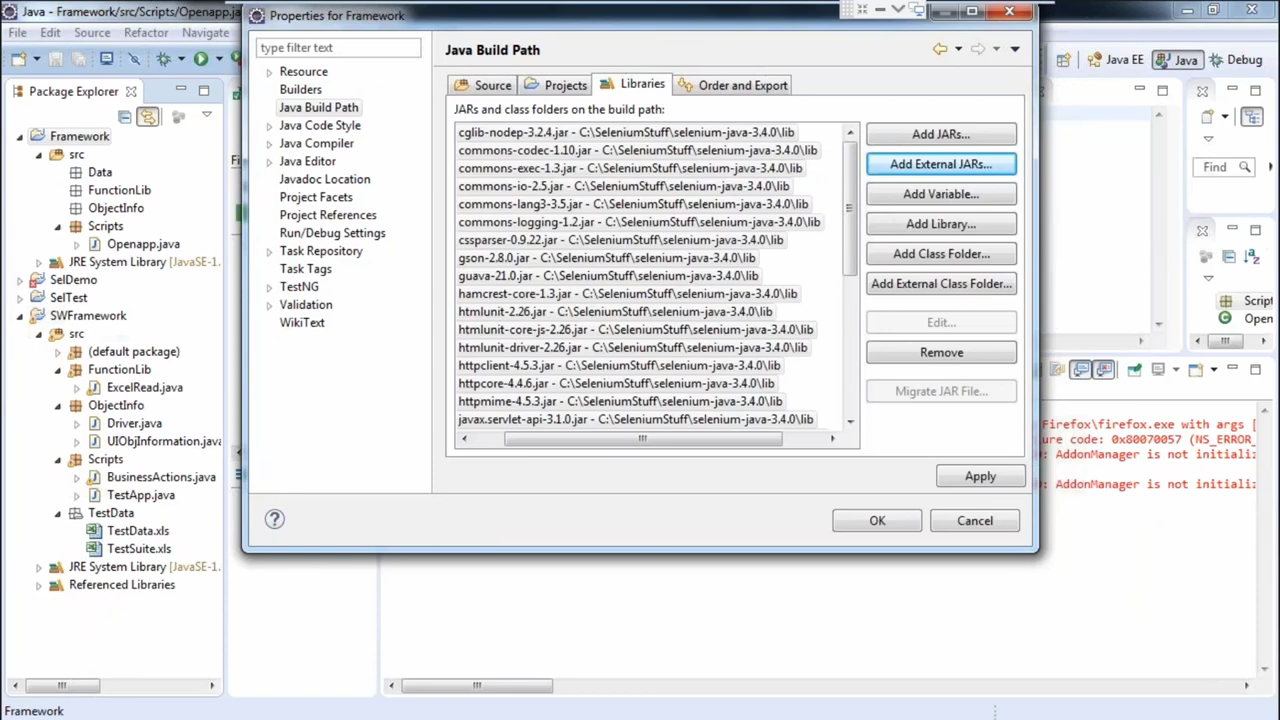 Java - Framework/src/Scripts/Openapp.ja
Properties for Framework
File Edit Source Refactor Navigate
Java EE Java Debug
Package Explorer
Framework
src
Data
FunctionLib
ObjectInfo
Scripts
Openapp.java
JRE System Library [JavaSE-1.
SelDemo
SelTest
SWFramework
src
(default package)
FunctionLib
ExcelRead.java
ObjectInfo
Driver.java
UIObjInformation.java
Scripts
BusinessActions.java
TestApp.java
TestData
TestData.xls
TestSuite.xls
JRE System Library [JavaSE-1.
Referenced Libraries
type filter text
Resource
Builders
Java Build Path
Java Code Style
Java Compiler
Java Editor
Javadoc Location
Project Facets
Project References
Run/Debug Settings
Task Repository
Task Tags
TestNG
Validation
WikiText
Java Build Path
Source Projects Libraries Order and Export
JARs and class folders on the build path:
cglib-nodep-3.2.4.jar - C:\SeleniumStuff\selenium-java-3.4.0\lib
commons-codec-1.10.jar - C:\SeleniumStuff\selenium-java-3.4.0\lib
commons-exec-1.3.jar - C:\SeleniumStuff\selenium-java-3.4.0\lib
commons-io-2.5.jar - C:\SeleniumStuff\selenium-java-3.4.0\lib
commons-lang3-3.5.jar - C:\SeleniumStuff\selenium-java-3.4.0\lib
commons-logging-1.2.jar - C:\SeleniumStuff\selenium-java-3.4.0\lib
cssparser-0.9.22.jar - C:\SeleniumStuff\selenium-java-3.4.0\lib
gson-2.8.0.jar - C:\SeleniumStuff\selenium-java-3.4.0\lib
guava-21.0.jar - C:\SeleniumStuff\selenium-java-3.4.0\lib
hamcrest-core-1.3.jar - C:\SeleniumStuff\selenium-java-3.4.0\lib
htmlunit-2.26.jar - C:\SeleniumStuff\selenium-java-3.4.0\lib
htmlunit-core-js-2.26.jar - C:\SeleniumStuff\selenium-java-3.4.0\lib
htmlunit-driver-2.26.jar - C:\SeleniumStuff\selenium-java-3.4.0\lib
httpclient-4.5.3.jar - C:\SeleniumStuff\selenium-java-3.4.0\lib
httpcore-4.4.6.jar - C:\SeleniumStuff\selenium-java-3.4.0\lib
httpmime-4.5.3.jar - C:\SeleniumStuff\selenium-java-3.4.0\lib
javax.servlet-api-3.1.0.jar - C:\SeleniumStuff\selenium-java-3.4.0\lib
Add JARs...
Add External JARs...
Add Variable...
Add Library...
Add Class Folder...
Add External Class Folder...
Edit...
Remove
Migrate JAR File...
Apply
OK Cancel
Find
Script
Open
Firefox\firefox.exe with args [
ure code: 0x80070057 (NS_ERROR_
): AddonManager is not initiali
): AddonManager is not initiali
Framework